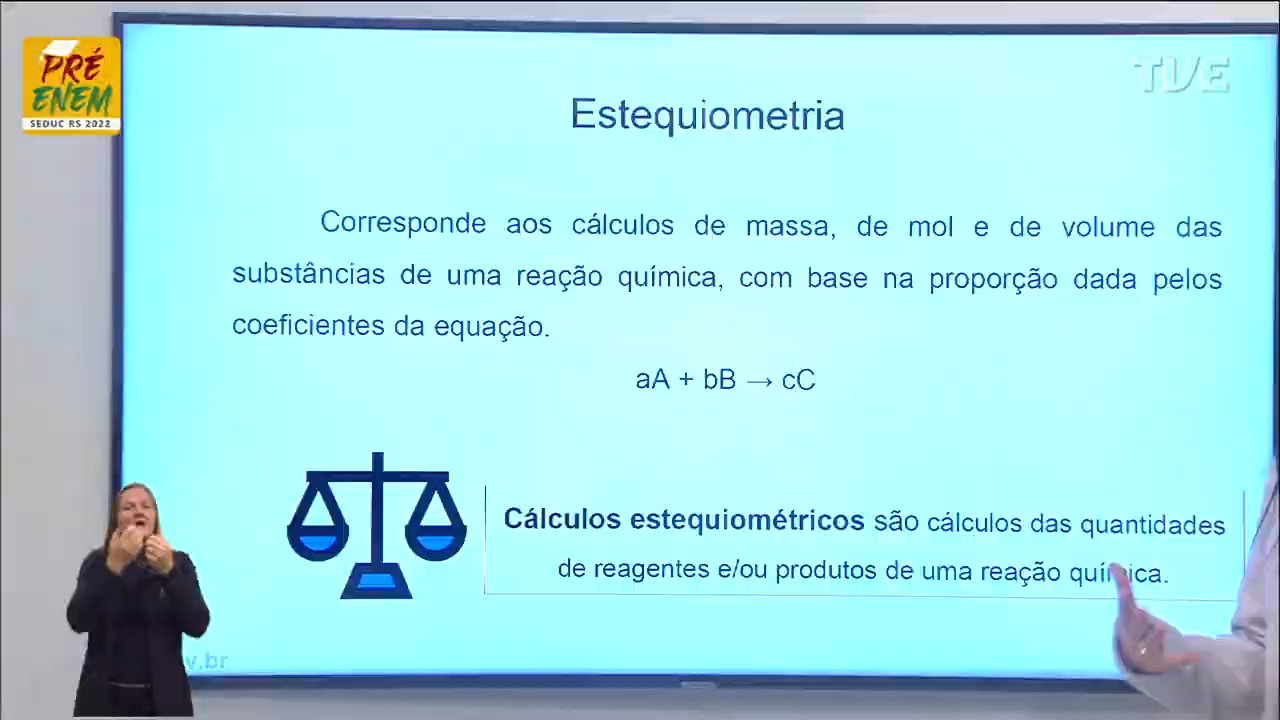 PRÉ
ENEM
SEDUC RS 2022
TVE
Estequiometria
Corresponde aos cálculos de massa, de mol e de volume das
substâncias de uma reação química, com base na proporção dada pelos
coeficientes da equação.
aA + bB → cC
Cálculos estequiométricos são cálculos das quantidades
de reagentes e/ou produtos de uma reação química.
v.br